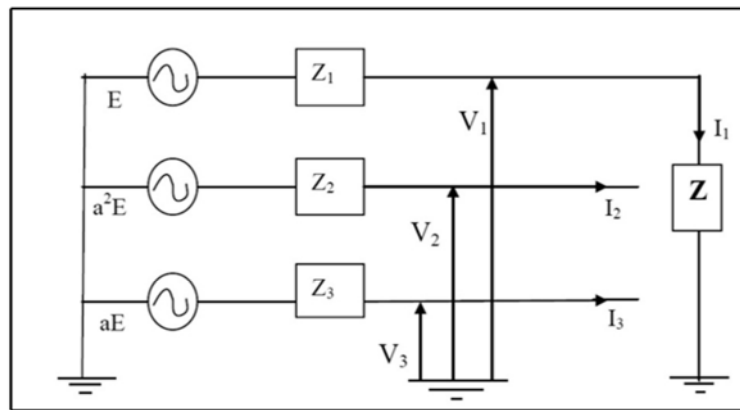 E
Z₁
V₁
I₁
Z
a²E
Z₂
V₂
I₂
aE
Z₃
V₃
I₃